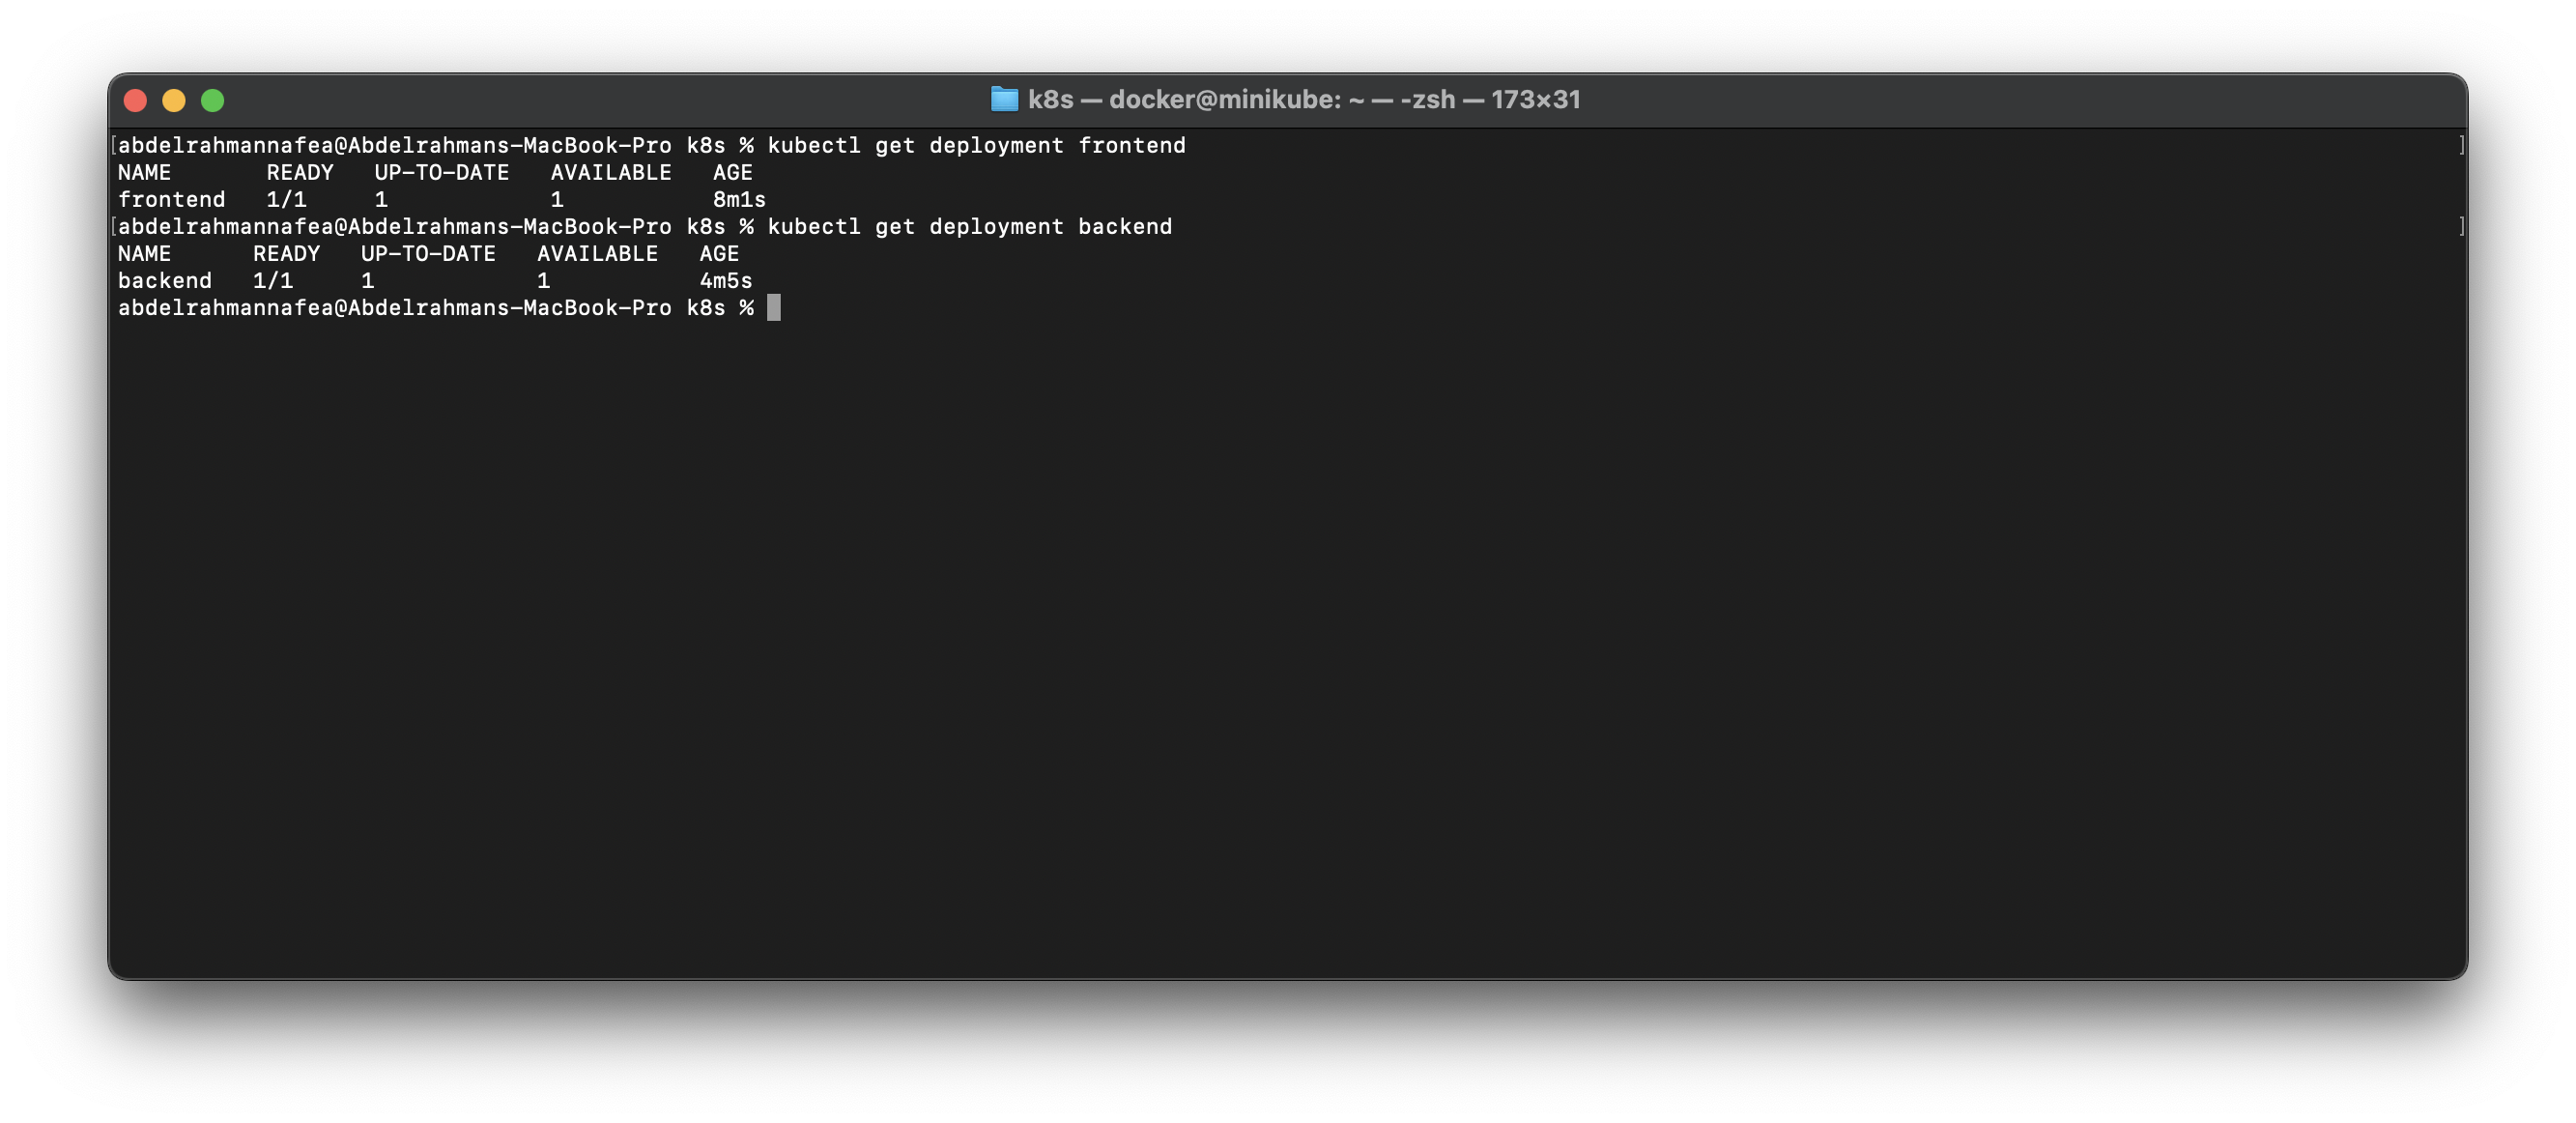 k8s — docker@minikube: ~ — -zsh — 173×31
[abdelrahmannafea@Abdelrahmans-MacBook-Pro k8s % kubectl get deployment frontend ]
NAME       READY   UP-TO-DATE   AVAILABLE   AGE
frontend   1/1     1            1           8m1s
[abdelrahmannafea@Abdelrahmans-MacBook-Pro k8s % kubectl get deployment backend ]
NAME      READY   UP-TO-DATE   AVAILABLE   AGE
backend   1/1     1            1           4m5s
abdelrahmannafea@Abdelrahmans-MacBook-Pro k8s %